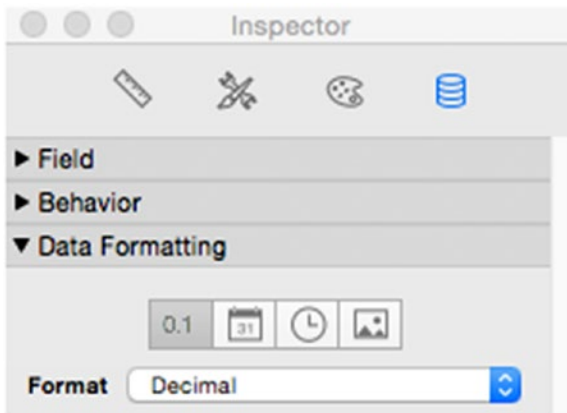 Inspector
Field
Behavior
Data Formatting
0.1 31
Format Decimal